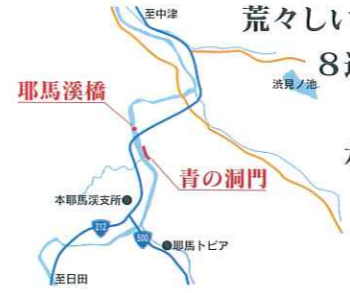 至中津
荒々しい
8
渋見ノ池
耶馬溪橋
青の洞門
本耶馬渓支所
212
500
耶馬トピア
至日田